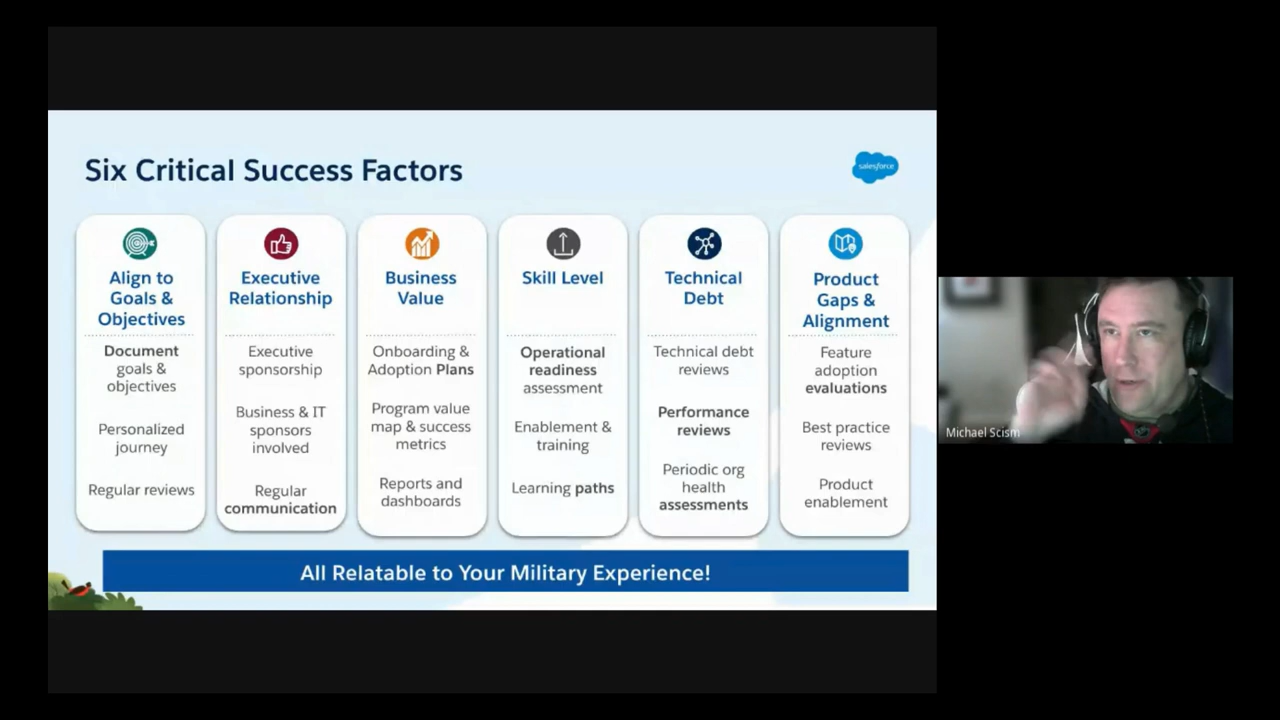 Six Critical Success Factors
salesforce
Align to
Goals &
Objectives
Document
goals &
objectives
Personalized
journey
Regular reviews
Executive
Relationship
Executive
sponsorship
Business & IT
sponsors
involved
Regular
communication
Business
Value
Onboarding &
Adoption Plans
Program value
map & success
metrics
Reports and
dashboards
Skill Level
Operational
readiness
assessment
Enablement &
training
Learning paths
Technical
Debt
Technical debt
reviews
Performance
reviews
Periodic org
health
assessments
Product
Gaps &
Alignment
Feature
adoption
evaluations
Best practice
reviews
Product
enablement
All Relatable to Your Military Experience!
Michael Scism